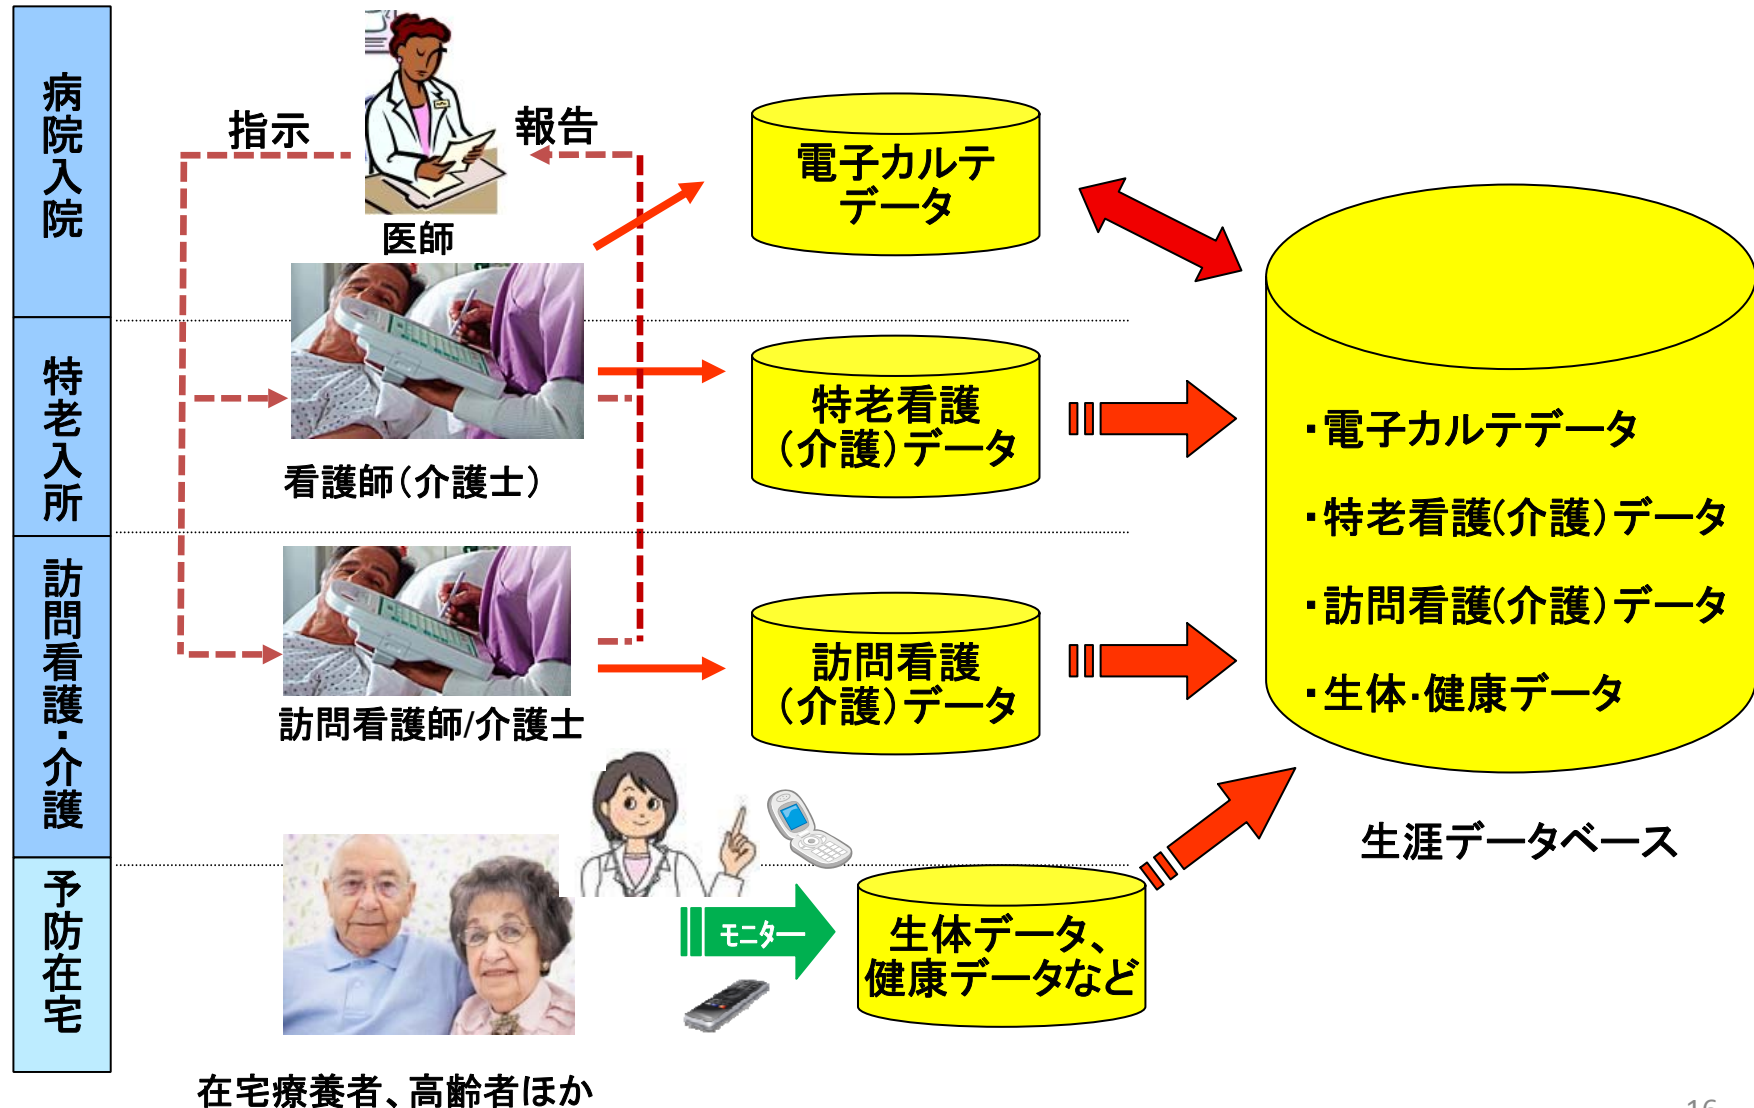 病院入院
特老入所
訪問看護・介護
予防在宅
指示
報告
医師
看護師（介護士）
訪問看護師/介護士
在宅療養者、高齢者ほか
電子カルテ
データ
特老看護
（介護）データ
訪問看護
（介護）データ
モニター
生体データ、
健康データなど
・電子カルテデータ
・特老看護(介護）データ
・訪問看護(介護）データ
・生体・健康データ
生涯データベース
16